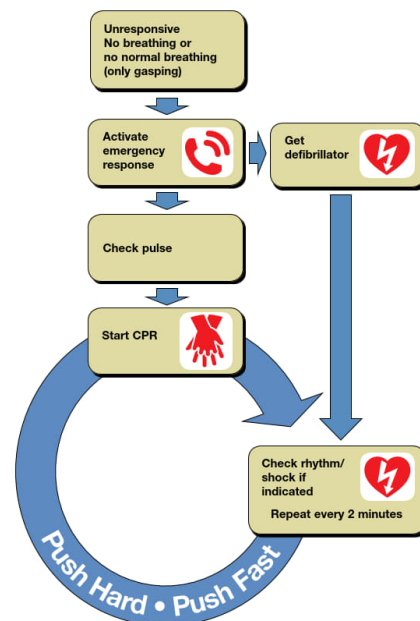 Unresponsive
No breathing or
no normal breathing
(only gasping)
Activate
emergency
response
Get
defibrillator
Check pulse
Start CPR
Check rhythm/
shock if
indicated
Repeat every 2 minutes
Push Hard • Push Fast